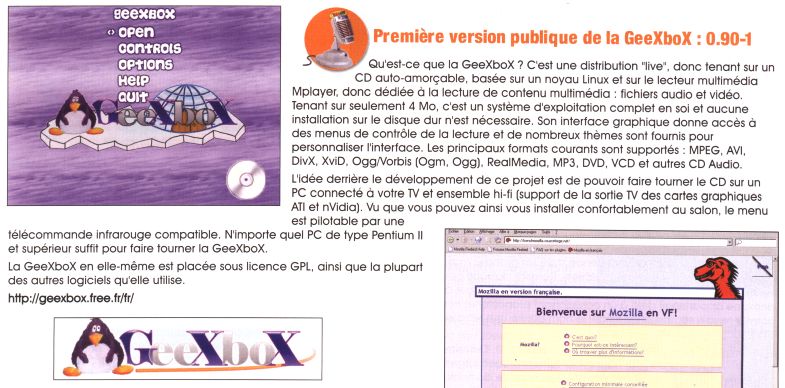 GEEXBOX
OPEN
CONTROLS
OPTIONS
HELP
QUIT
GeeXboX
Première version publique de la GeeXboX : 0.90-1
Qu'est-ce que la GeeXboX ? C'est une distribution "live", donc tenant sur un
CD auto-amorçable, basée sur un noyau Linux et sur le lecteur multimédia
Mplayer, donc dédiée à la lecture de contenu multimédia : fichiers audio et vidéo.
Tenant sur seulement 4 Mo, c'est un système d'exploitation complet en soi et aucune
installation sur le disque dur n'est nécessaire. Son interface graphique donne accès à
des menus de contrôle de la lecture et de nombreux thèmes sont fournis pour
personnaliser l'interface. Les principaux formats courants sont supportés : MPEG, AVI,
DivX, XviD, Ogg/Vorbis (Ogm, Ogg), RealMedia, MP3, DVD, VCD et autres CD Audio.
L'idée derrière le développement de ce projet est de pouvoir faire tourner le CD sur un
PC connecté à votre TV et ensemble hi-fi (support de la sortie TV des cartes graphiques
ATI et nVidia). Vu que vous pouvez ainsi vous installer confortablement au salon, le menu
est pilotable par une
télécommande infrarouge compatible. N'importe quel PC de type Pentium II
et supérieur suffit pour faire tourner la GeeXboX.
La GeeXboX en elle-même est placée sous licence GPL, ainsi que la plupart
des autres logiciels qu'elle utilise.
http://geexbox.free.fr/fr/
GeeXboX
Mozilla en version française.
Bienvenue sur Mozilla en VF!
Mozilla?
C'est quoi?
Pourquoi est-ce intéressant?
Où trouver plus d'informations?
Configuration minimale conseillée